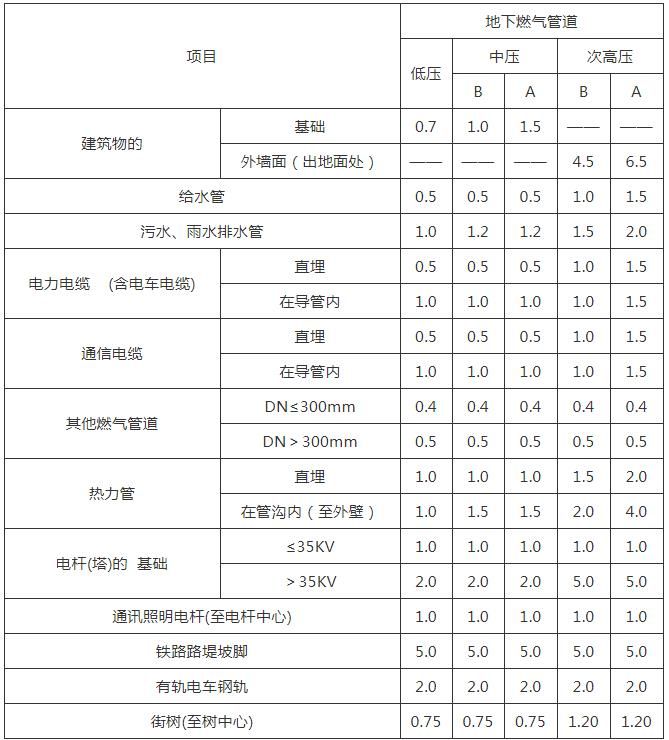 项目 地下燃气管道
低压 中压 次高压
B A B A
建筑物的 基础 0.7 1.0 1.5 —— ——
外墙面（出地面处） —— —— —— 4.5 6.5
给水管 0.5 0.5 0.5 1.0 1.5
污水、雨水排水管 1.0 1.2 1.2 1.5 2.0
电力电缆 (含电车电缆) 直埋 0.5 0.5 0.5 1.0 1.5
在导管内 1.0 1.0 1.0 1.0 1.5
通信电缆 直埋 0.5 0.5 0.5 1.0 1.5
在导管内 1.0 1.0 1.0 1.0 1.5
其他燃气管道 DN≤300mm 0.4 0.4 0.4 0.4 0.4
DN＞300mm 0.5 0.5 0.5 0.5 0.5
热力管 直埋 1.0 1.0 1.0 1.5 2.0
在管沟内（至外壁） 1.0 1.5 1.5 2.0 4.0
电杆(塔)的 基础 ≤35KV 1.0 1.0 1.0 1.0 1.0
＞35KV 2.0 2.0 2.0 5.0 5.0
通讯照明电杆(至电杆中心) 1.0 1.0 1.0 1.0 1.0
铁路路堤坡脚 5.0 5.0 5.0 5.0 5.0
有轨电车钢轨 2.0 2.0 2.0 2.0 2.0
街树(至树中心) 0.75 0.75 0.75 1.20 1.20